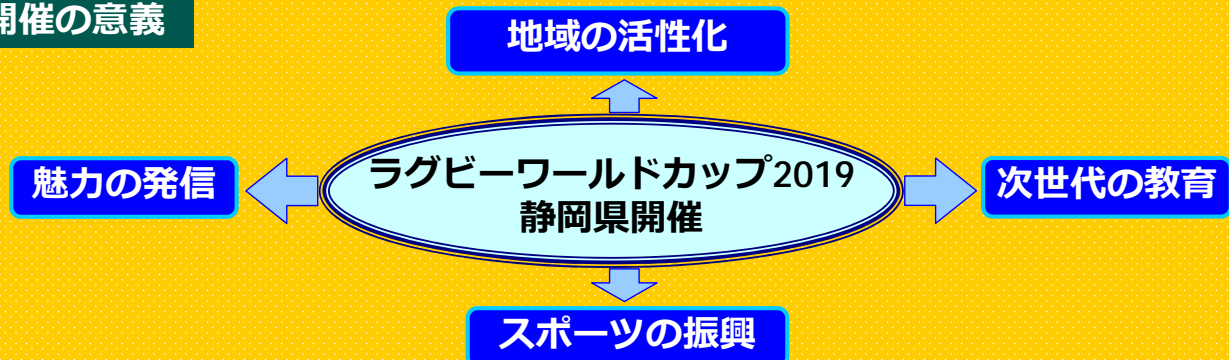 開催の意義
地域の活性化
魅力の発信
ラグビーワールドカップ2019
静岡県開催
次世代の教育
スポーツの振興